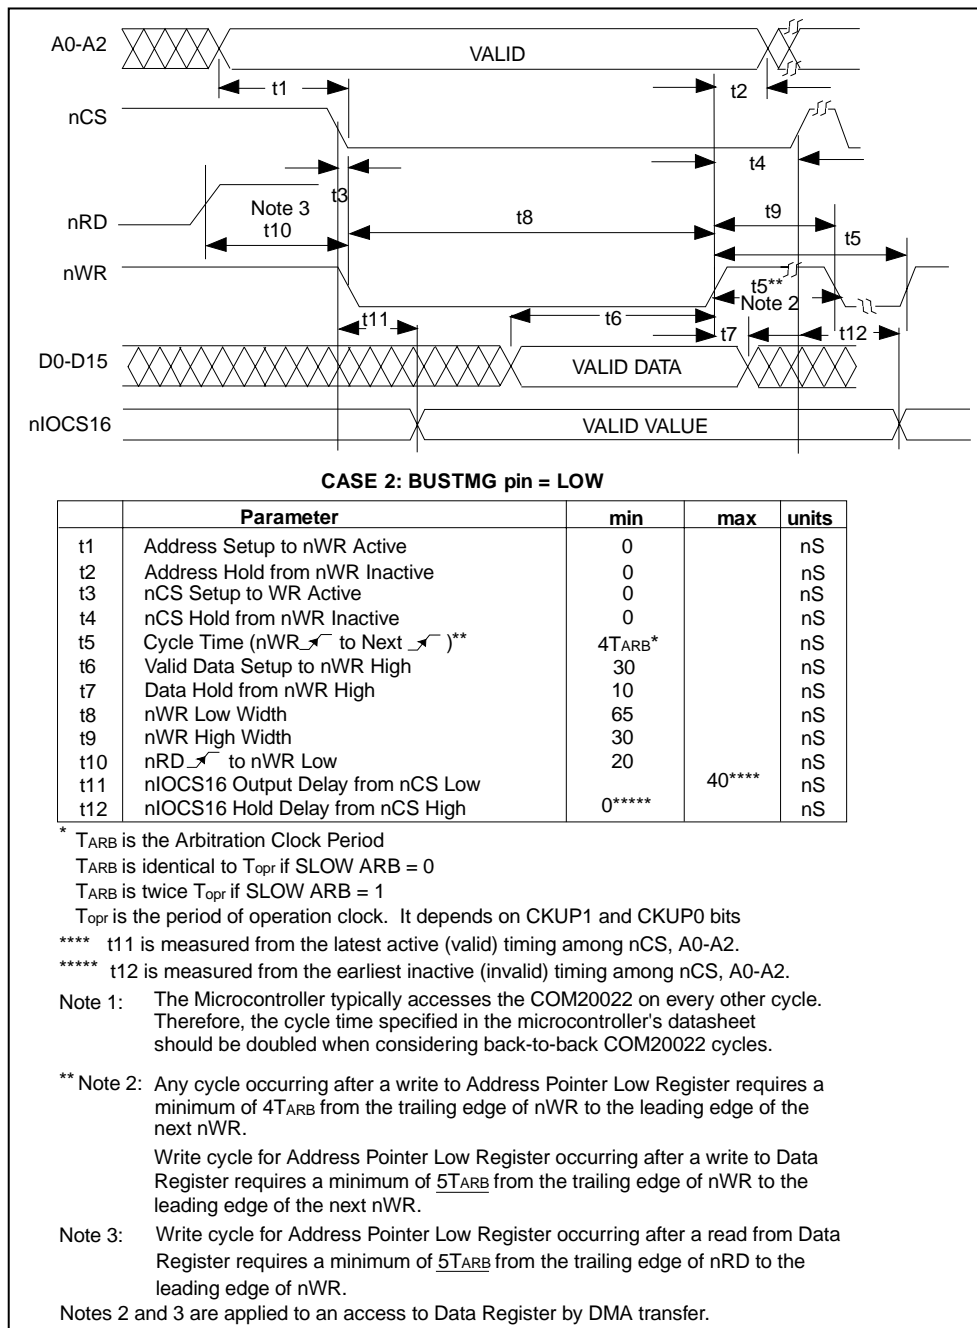 A0-A2
VALID
t1
t2
nCS
t4
t3
nRD
Note 3
t10
t8
t9
t5
nWR
t5**
Note 2
t11
t6
t7
t12
D0-D15
VALID DATA
nIOCS16
VALID VALUE
CASE 2: BUSTMG pin = LOW
Parameter min max units
t1 Address Setup to nWR Active 0 nS
t2 Address Hold from nWR Inactive 0 nS
t3 nCS Setup to WR Active 0 nS
t4 nCS Hold from nWR Inactive 0 nS
t5 Cycle Time (nWR to Next )** 4TARB* nS
t6 Valid Data Setup to nWR High 30 nS
t7 Data Hold from nWR High 10 nS
t8 nWR Low Width 65 nS
t9 nWR High Width 30 nS
t10 nRD to nWR Low 20 nS
t11 nIOCS16 Output Delay from nCS Low 40**** nS
t12 nIOCS16 Hold Delay from nCS High 0***** nS
* TARB is the Arbitration Clock Period
TARB is identical to Topr if SLOW ARB = 0
TARB is twice Topr if SLOW ARB = 1
Topr is the period of operation clock. It depends on CKUP1 and CKUP0 bits
**** t11 is measured from the latest active (valid) timing among nCS, A0-A2.
***** t12 is measured from the earliest inactive (invalid) timing among nCS, A0-A2.
Note 1: The Microcontroller typically accesses the COM20022 on every other cycle.
Therefore, the cycle time specified in the microcontroller's datasheet
should be doubled when considering back-to-back COM20022 cycles.
** Note 2: Any cycle occurring after a write to Address Pointer Low Register requires a
minimum of 4TARB from the trailing edge of nWR to the leading edge of the
next nWR.
Write cycle for Address Pointer Low Register occurring after a write to Data
Register requires a minimum of 5TARB from the trailing edge of nWR to the
leading edge of the next nWR.
Note 3: Write cycle for Address Pointer Low Register occurring after a read from Data
Register requires a minimum of 5TARB from the trailing edge of nRD to the
leading edge of nWR.
Notes 2 and 3 are applied to an access to Data Register by DMA transfer.